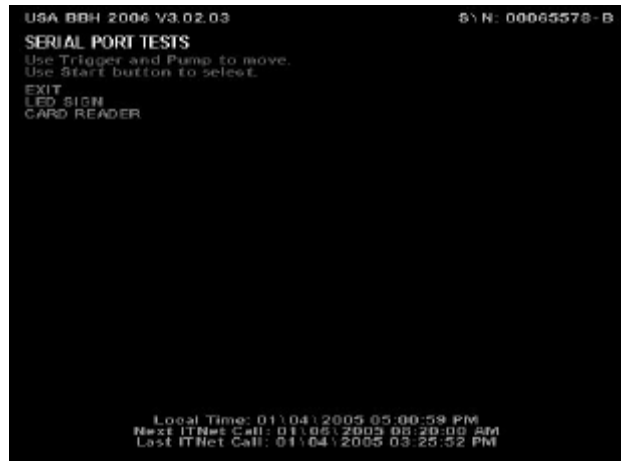 USA BBH 2006 V3.02.03
S\N: 00065578-B
SERIAL PORT TESTS
Use Trigger and Pump to move.
Use Start button to select.
EXIT
LED SIGN
CARD READER
Local Time: 01\04\2005 05:00:59 PM
Next ITNet Call: 01\06\2005 08:20:00 AM
Last ITNet Call: 01\04\2005 03:25:52 PM